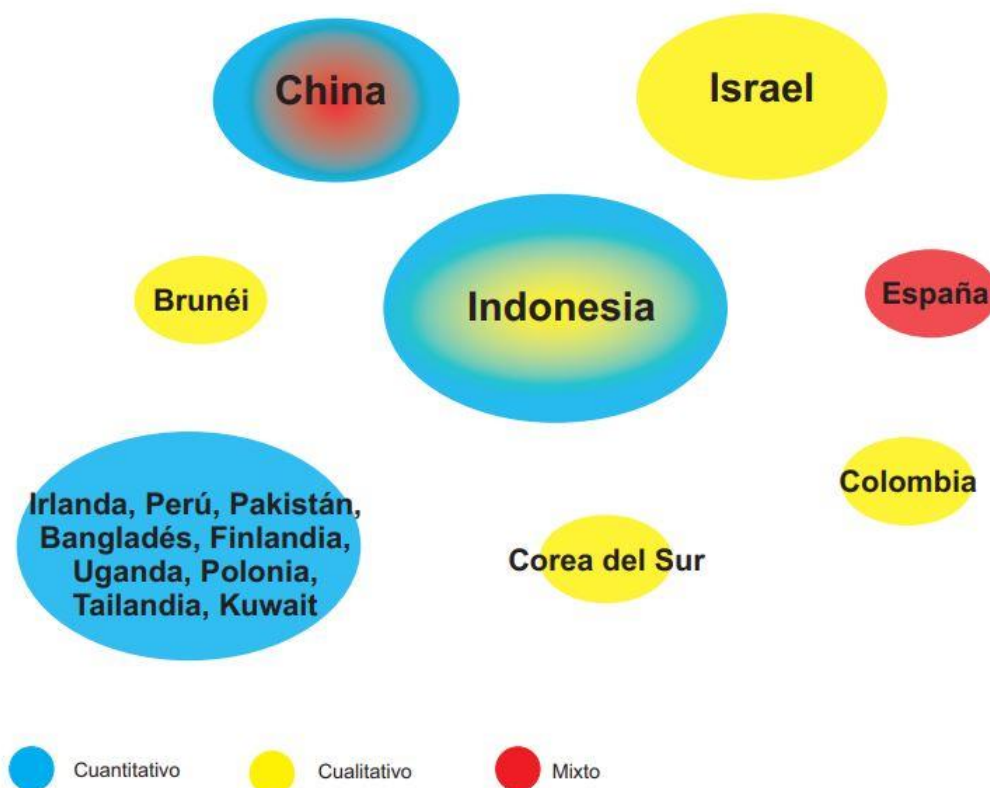 China
Israel
Brunéi
Indonesia
España
Irlanda, Perú, Pakistán,
Bangladés, Finlandia,
Uganda, Polonia,
Tailandia, Kuwait
Corea del Sur
Colombia
Cuantitativo
Cualitativo
Mixto